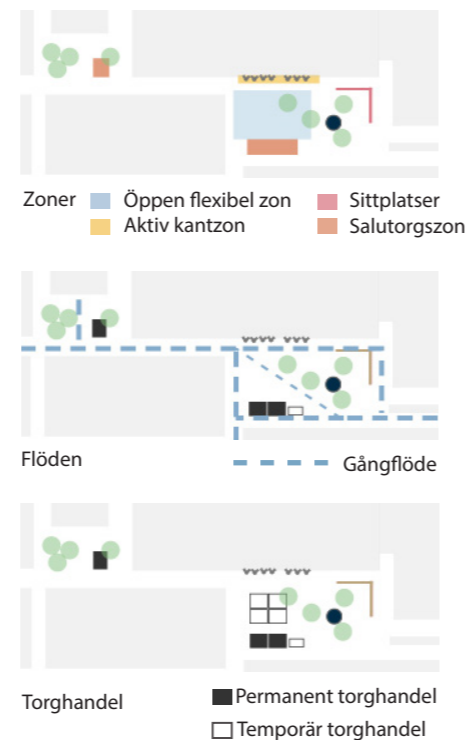 Zoner
Öppen flexibel zon
Sittplatser
Aktiv kantzon
Salutorgszon
Flöden
Gångflöde
Torghandel
Permanent torghandel
Temporär torghandel